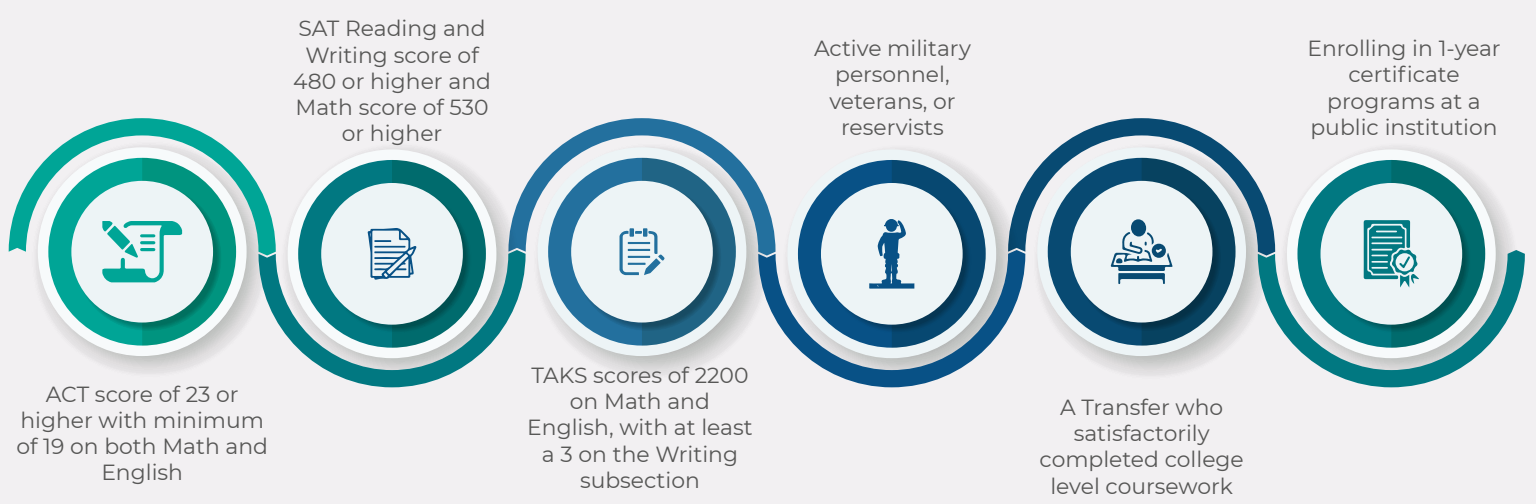 ACT score of 23 or
higher with minimum
of 19 on both Math and
English
SAT Reading and
Writing score of
480 or higher and
Math score of 530
or higher
TAKS scores of 2200
on Math and
English, with at least
a 3 on the Writing
subsection
Active military
personnel,
veterans, or
reservists
A Transfer who
satisfactorily
completed college
level coursework
Enrolling in 1-year
certificate
programs at a
public institution